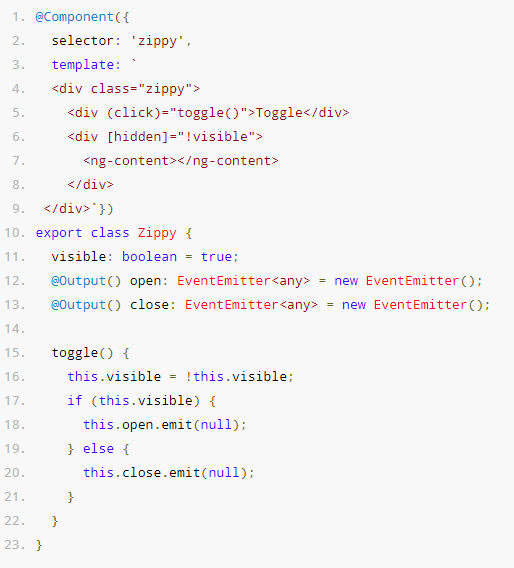 1. @Component({
2.   selector: 'zippy',
3.   template: `
4.   <div class="zippy">
5.     <div (click)="toggle()">Toggle</div>
6.     <div [hidden]="!visible">
7.       <ng-content></ng-content>
8.     </div>
9.  </div>`})
10. export class Zippy {
11.   visible: boolean = true;
12.   @Output() open: EventEmitter<any> = new EventEmitter();
13.   @Output() close: EventEmitter<any> = new EventEmitter();
14.
15.   toggle() {
16.     this.visible = !this.visible;
17.     if (this.visible) {
18.       this.open.emit(null);
19.     } else {
20.       this.close.emit(null);
21.     }
22.   }
23. }